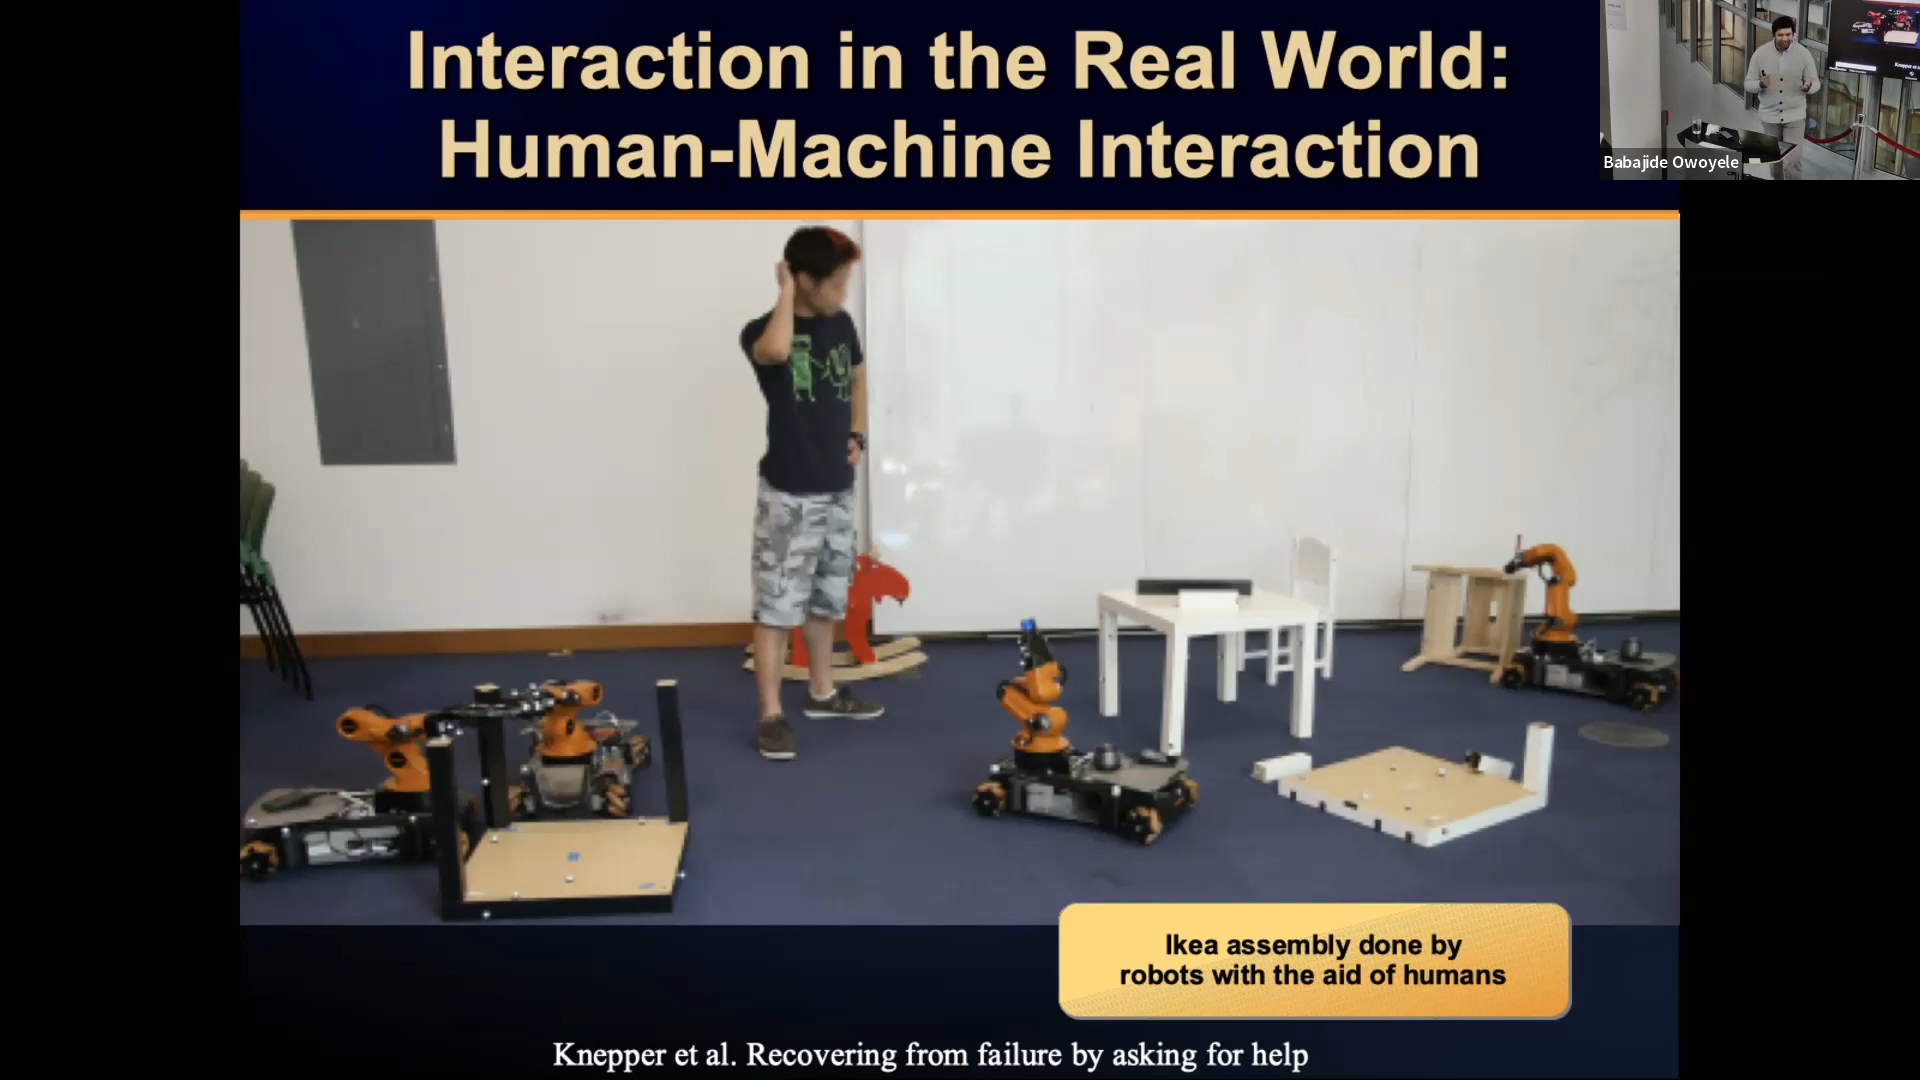 Interaction in the Real World:
Human-Machine Interaction
Babajide Owoyele
Ikea assembly done by
robots with the aid of humans
Knepper et al. Recovering from failure by asking for help